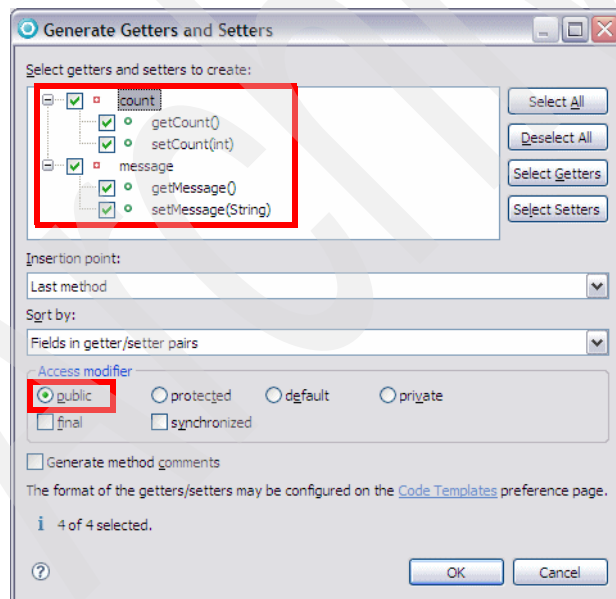 Generate Getters and Setters
Select getters and setters to create:
count
getCount()
setCount(int)
message
getMessage()
setMessage(String)
Select All
Deselect All
Select Getters
Select Setters
Insertion point:
Last method
Sort by:
Fields in getter/setter pairs
Access modifier
public protected default private
final synchronized
Generate method comments
The format of the getters/setters may be configured on the Code Templates preference page.
i 4 of 4 selected.
? OK Cancel